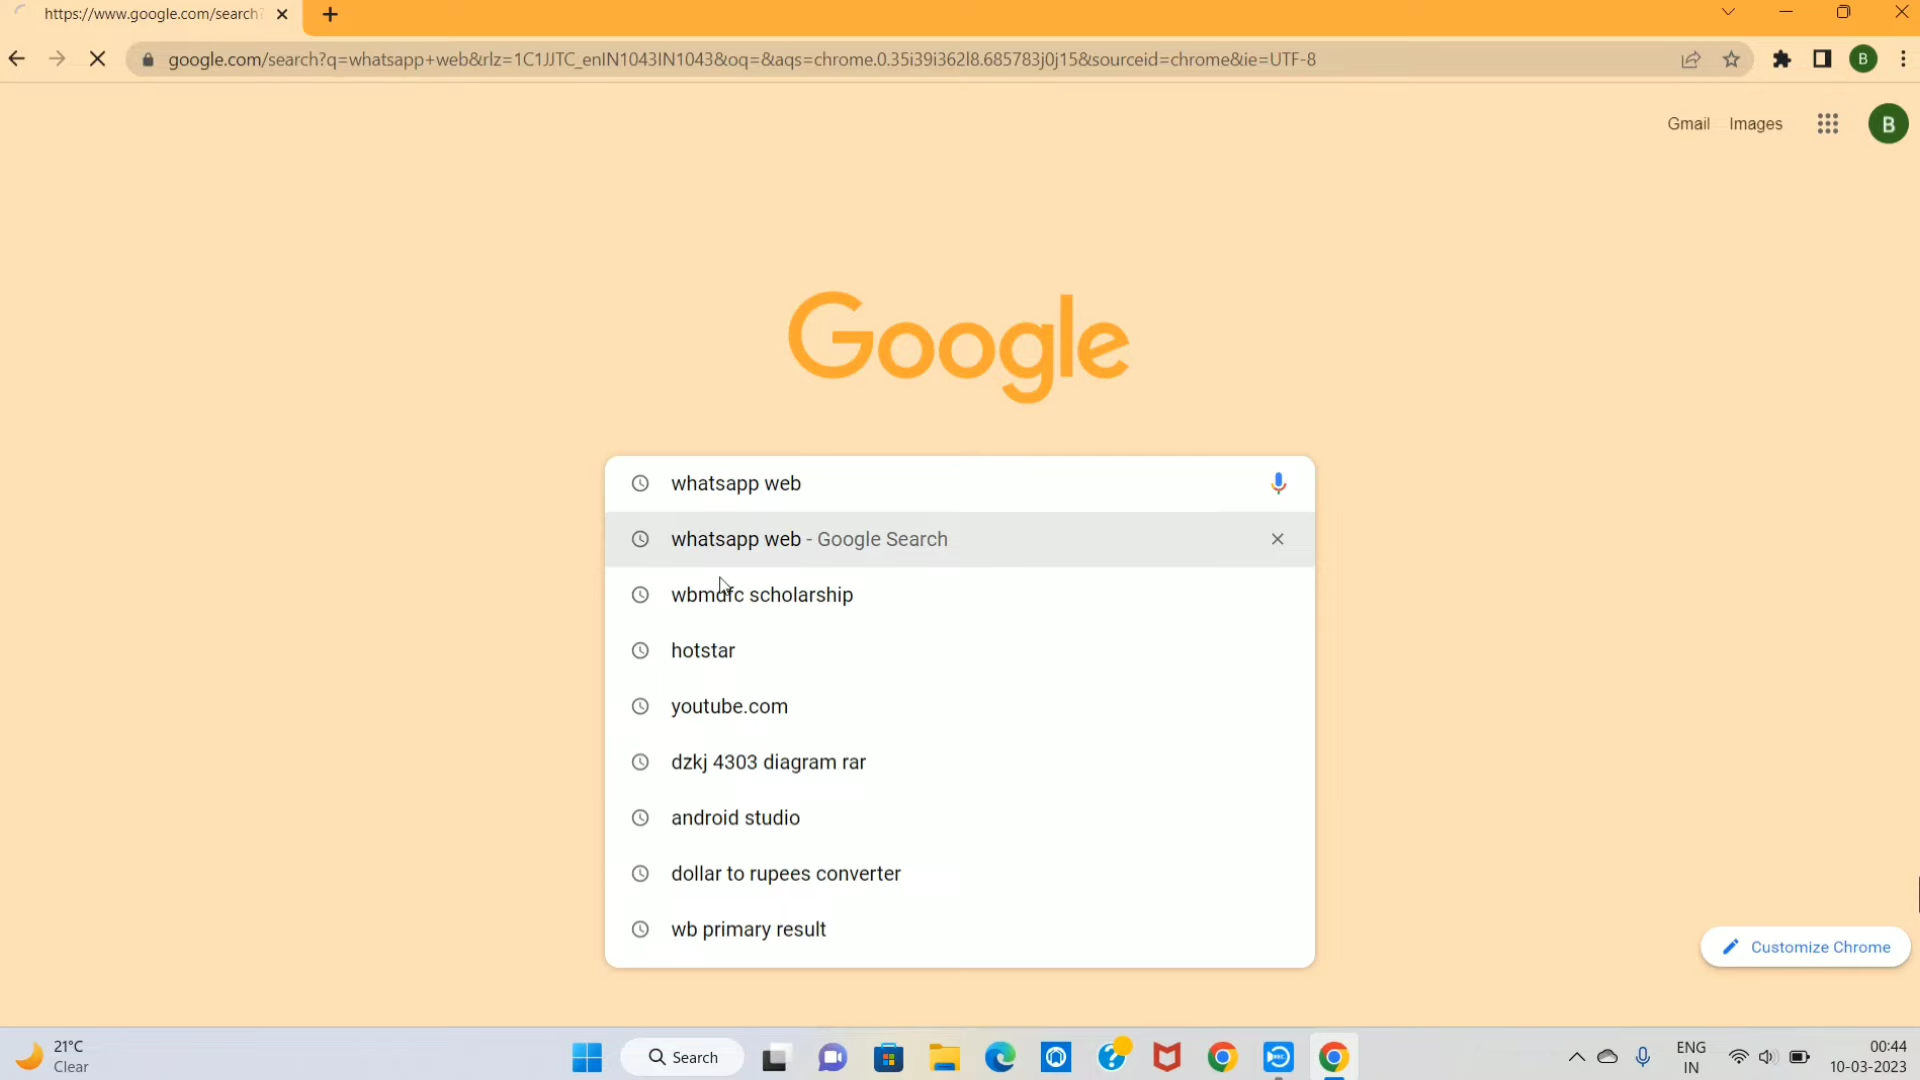 https://www.google.com/search?
google.com/search?q=whatsapp+web&rlz=1C1JJTC_enIN1043IN1043&oq=&aqs=chrome.0.35i39i362l8.685783j0j15&sourceid=chrome&ie=UTF-8
B
Gmail Images
B
Google
whatsapp web
whatsapp web - Google Search
wbmdfc scholarship
hotstar
youtube.com
dzkj 4303 diagram rar
android studio
dollar to rupees converter
wb primary result
Customize Chrome
21°C
Clear
Search
ENG
IN
00:44
10-03-2023